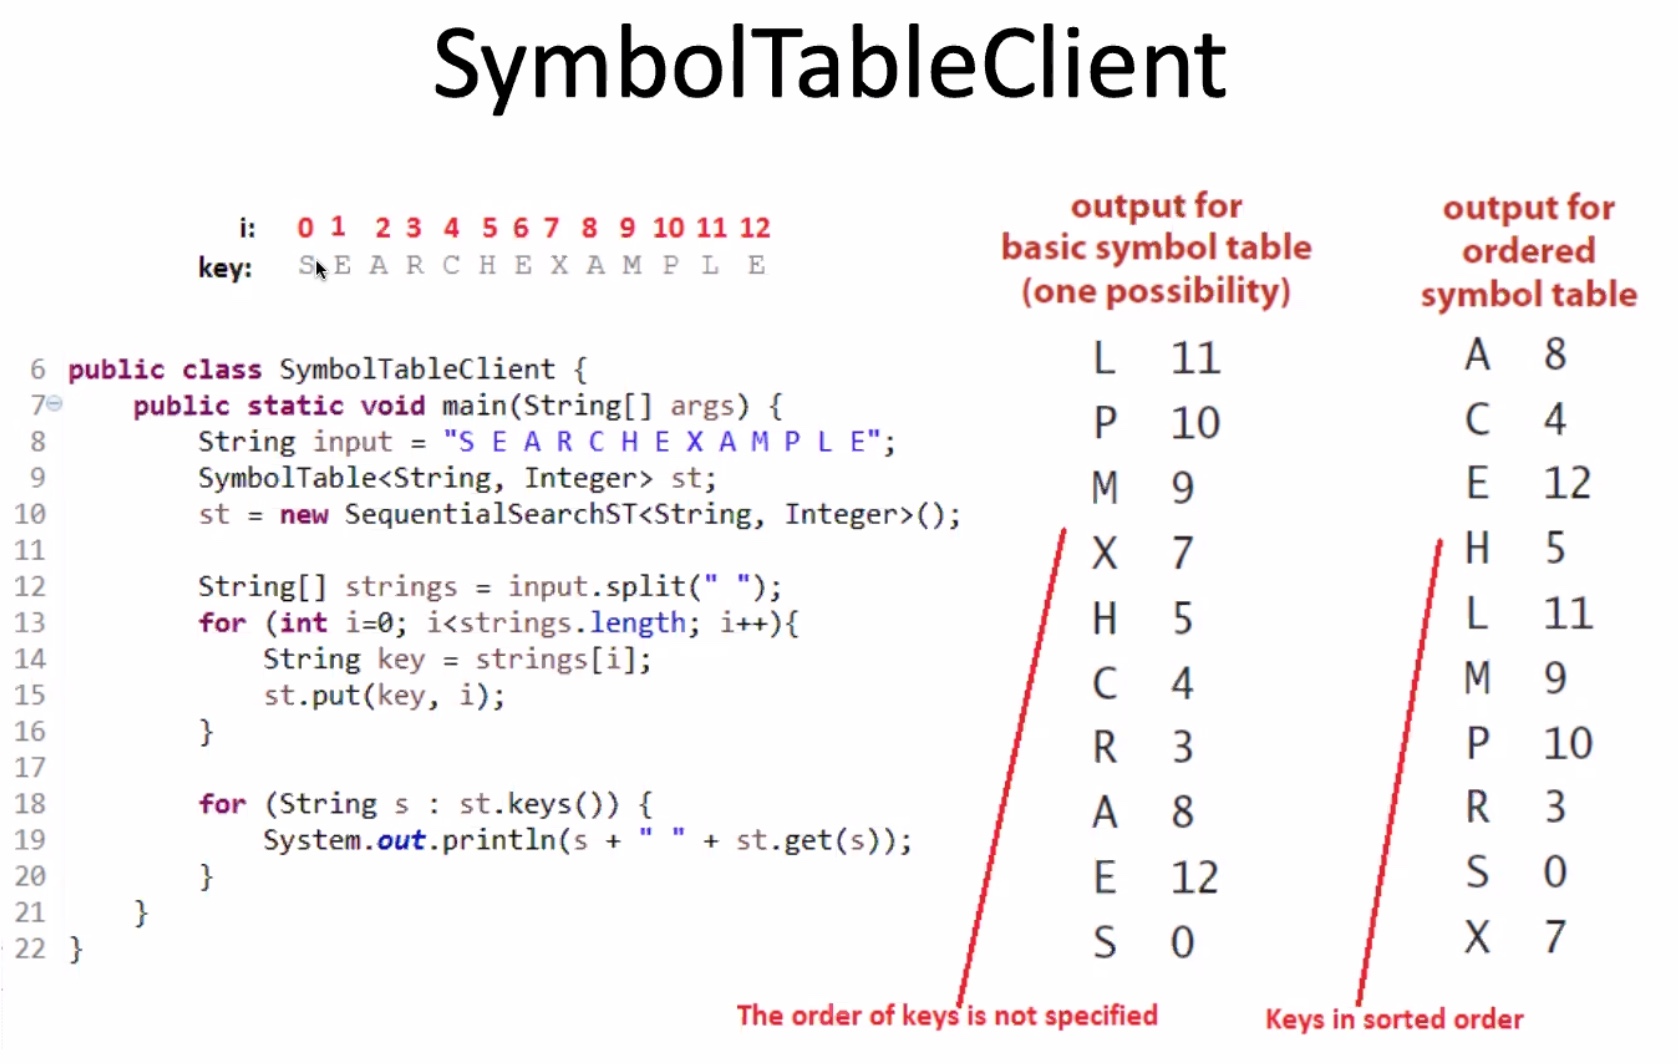 SymbolTableClient
i: 0 1 2 3 4 5 6 7 8 9 10 11 12
key: S E A R C H E X A M P L E
6 public class SymbolTableClient {
7 public static void main(String[] args) {
8 String input = "S E A R C H E X A M P L E";
9 SymbolTable<String, Integer> st;
10 st = new SequentialSearchST<String, Integer>();
11
12 String[] strings = input.split(" ");
13 for (int i=0; i<strings.length; i++){
14 String key = strings[i];
15 st.put(key, i);
16 }
17
18 for (String s : st.keys()) {
19 System.out.println(s + " " + st.get(s));
20 }
21 }
22 }
output for
basic symbol table
(one possibility)
L 11
P 10
M 9
X 7
H 5
C 4
R 3
A 8
E 12
S 0
The order of keys is not specified
output for
ordered
symbol table
A 8
C 4
E 12
H 5
L 11
M 9
P 10
R 3
S 0
X 7
Keys in sorted order